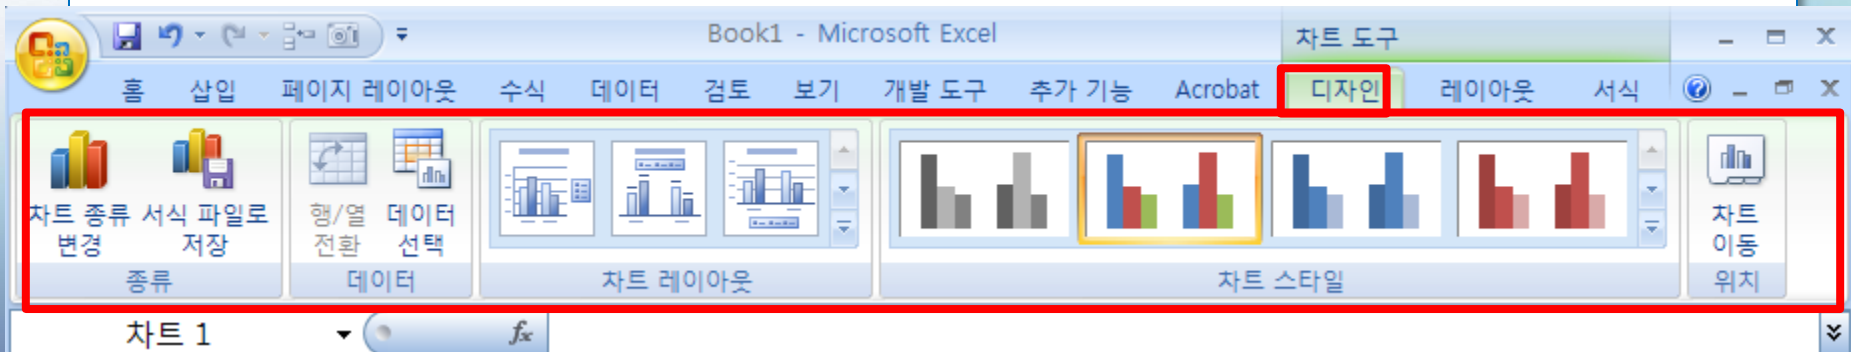 Book1 - Microsoft Excel
차트 도구
홈 삽입 페이지 레이아웃 수식 데이터 검토 보기 개발 도구 추가 기능 Acrobat 디자인 레이아웃 서식
차트 종류 서식 파일로 행/열 데이터 차트
변경 저장 전환 선택 이동
종류 데이터 차트 레이아웃 차트 스타일 위치
차트 1 fx